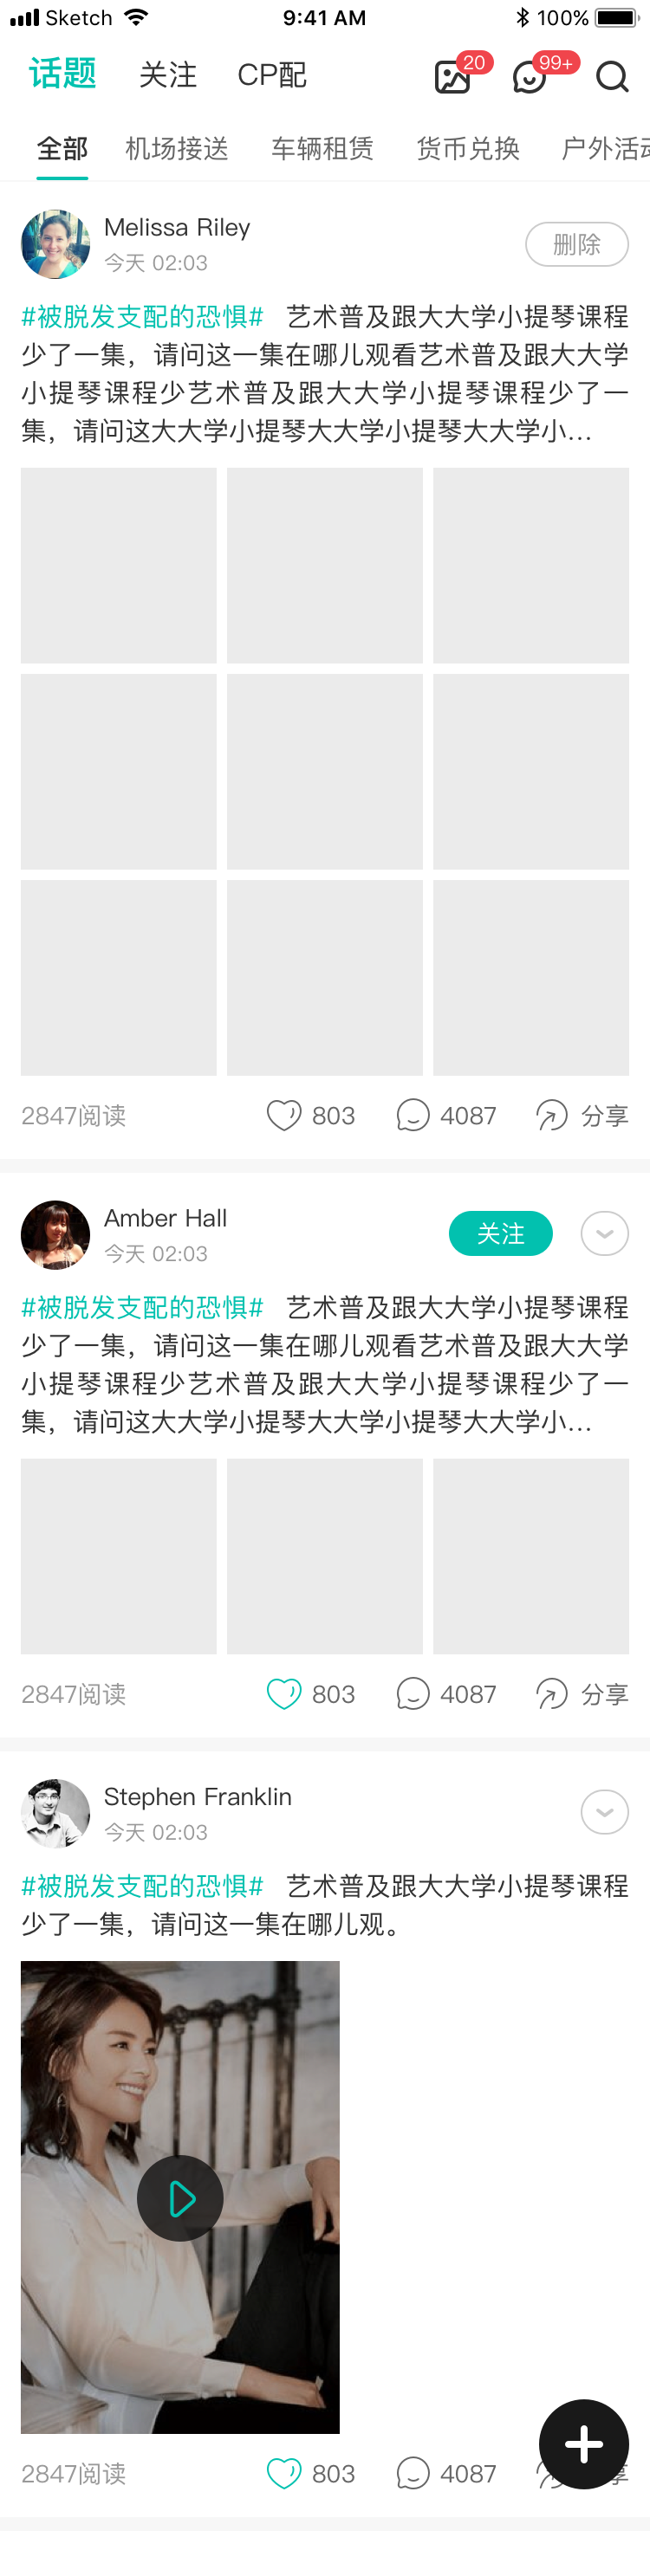 Sketch 9:41 AM 100%
话题 关注 CP配 20 99+
全部 机场接送 车辆租赁 货币兑换 户外活动
Melissa Riley
今天 02:03
删除
#被脱发支配的恐惧# 艺术普及跟大大学小提琴课程
少了一集，请问这一集在哪儿观看艺术普及跟大大学
小提琴课程少艺术普及跟大大学小提琴课程少了一
集，请问这大大学小提琴大大学小提琴大大学小...
2847阅读 803 4087 分享
Amber Hall
今天 02:03
关注
#被脱发支配的恐惧# 艺术普及跟大大学小提琴课程
少了一集，请问这一集在哪儿观看艺术普及跟大大学
小提琴课程少艺术普及跟大大学小提琴课程少了一
集，请问这大大学小提琴大大学小提琴大大学小...
2847阅读 803 4087 分享
Stephen Franklin
今天 02:03
#被脱发支配的恐惧# 艺术普及跟大大学小提琴课程
少了一集，请问这一集在哪儿观。
2847阅读 803 4087 享